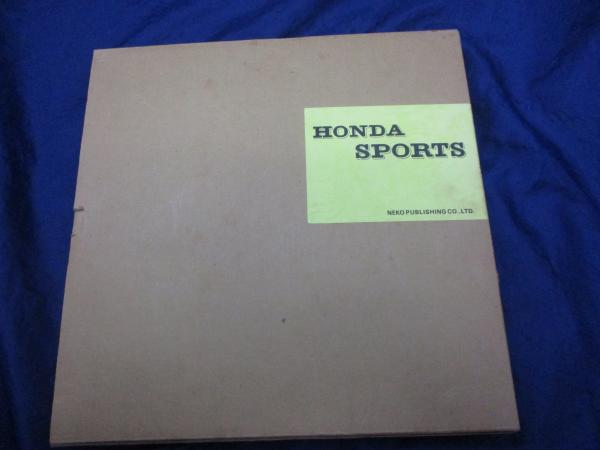 HONDA
SPORTS
NEKO PUBLISHING CO.,LTD.